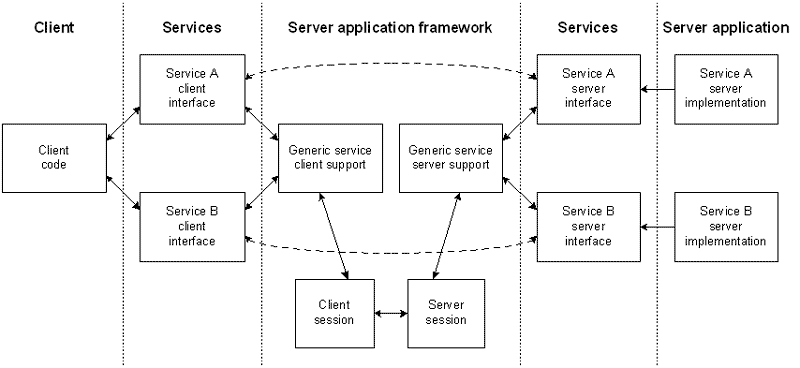 Client
Services
Server application framework
Services
Server application
Service A
client
interface
Service A
server
interface
Service A
server
implementation
Client
code
Generic service
client support
Generic service
server support
Service B
client
interface
Service B
server
interface
Service B
server
implementation
Client
session
Server
session